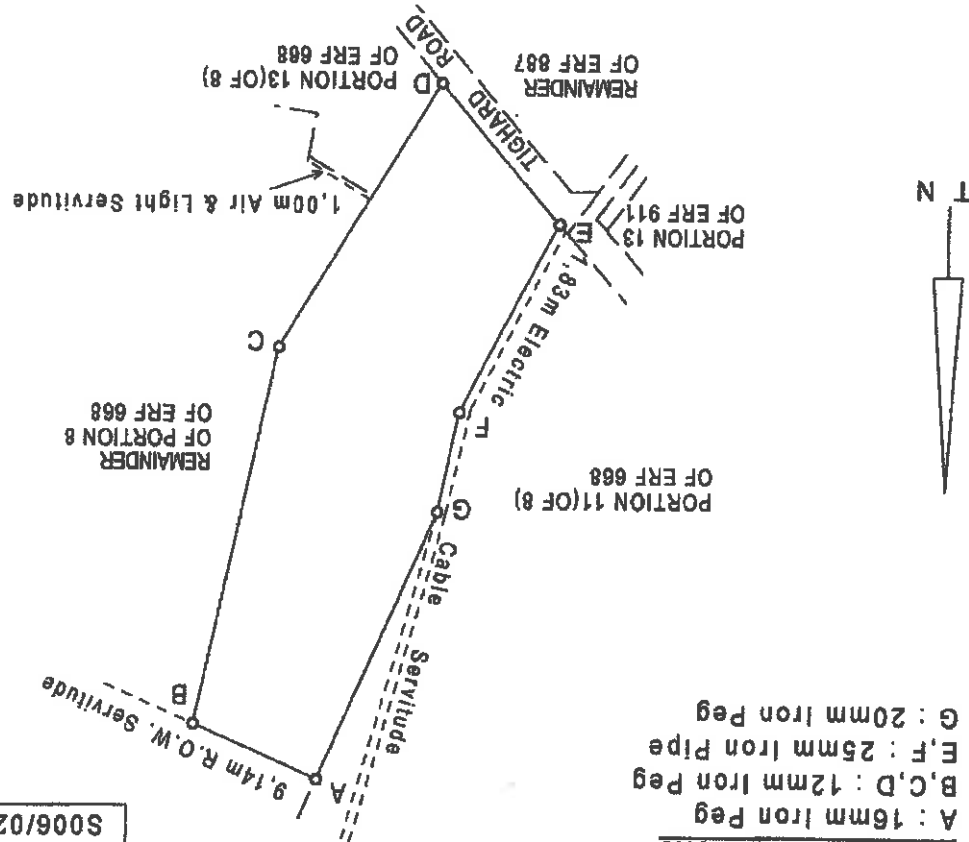 A : 16mm Iron Peg
B,C,D : 12mm Iron Peg
E,F : 25mm Iron Pipe
G : 20mm Iron Peg
S006/02
A
9,14m R.O.W. Servitude
B
Servitude
Cable
G
PORTION 11(OF 8)
OF ERF 668
REMAINDER
OF PORTION 8
OF ERF 668
F
C
1,83m Electric
E
PORTION 13
OF ERF 911
1,00m Air & Light Servitude
T N
REMAINDER
OF ERF 687
TIGHARD
ROAD
D
PORTION 13(OF 8)
OF ERF 668